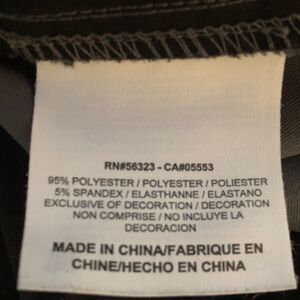 RN#56323 - CA#05553
95% POLYESTER / POLYESTER / POLIESTER
5% SPANDEX / ELASTHANNE / ELASTANO
EXCLUSIVE OF DECORATION / DECORATION
NON COMPRISE / NO INCLUYE LA
DECORACION
MADE IN CHINA/FABRIQUE EN
CHINE/HECHO EN CHINA